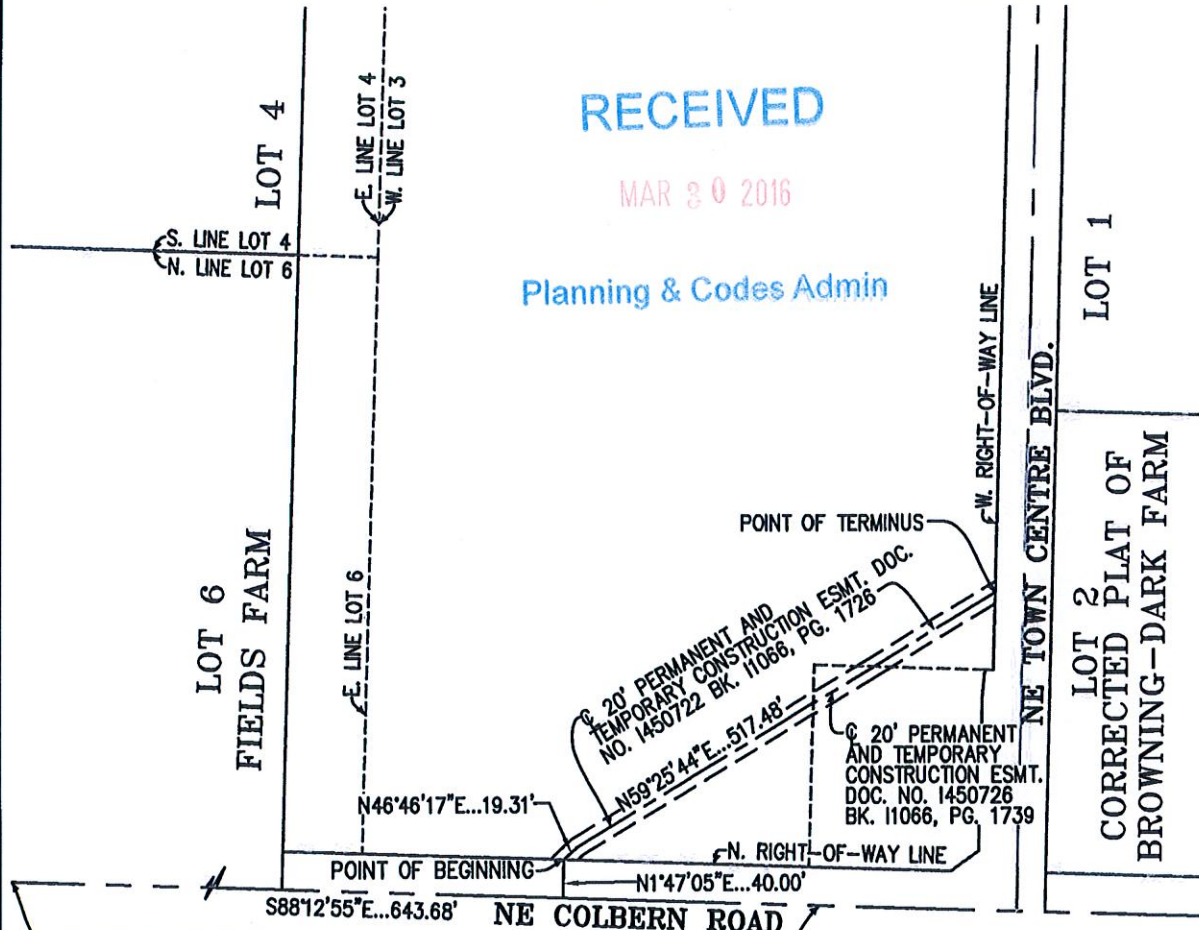 RECEIVED
MAR 30 2016
Planning & Codes Admin
LOT 4
E. LINE LOT 4
W. LINE LOT 3
S. LINE LOT 4
N. LINE LOT 6
LOT 1
W. RIGHT-OF-WAY LINE
NE TOWN CENTRE BLVD.
LOT 2
CORRECTED PLAT OF
BROWNING-DARK FARM
LOT 6
FIELDS FARM
E. LINE LOT 6
POINT OF TERMINUS
℄ 20' PERMANENT AND
TEMPORARY CONSTRUCTION ESMT. DOC.
NO. I450722 BK. I1066, PG. 1726
N59°25'44"E...517.48'
℄ 20' PERMANENT
AND TEMPORARY
CONSTRUCTION ESMT.
DOC. NO. I450726
BK. I1066, PG. 1739
N46°46'17"E...19.31'
N. RIGHT-OF-WAY LINE
POINT OF BEGINNING
N1°47'05"E...40.00'
S88°12'55"E...643.68'
NE COLBERN ROAD